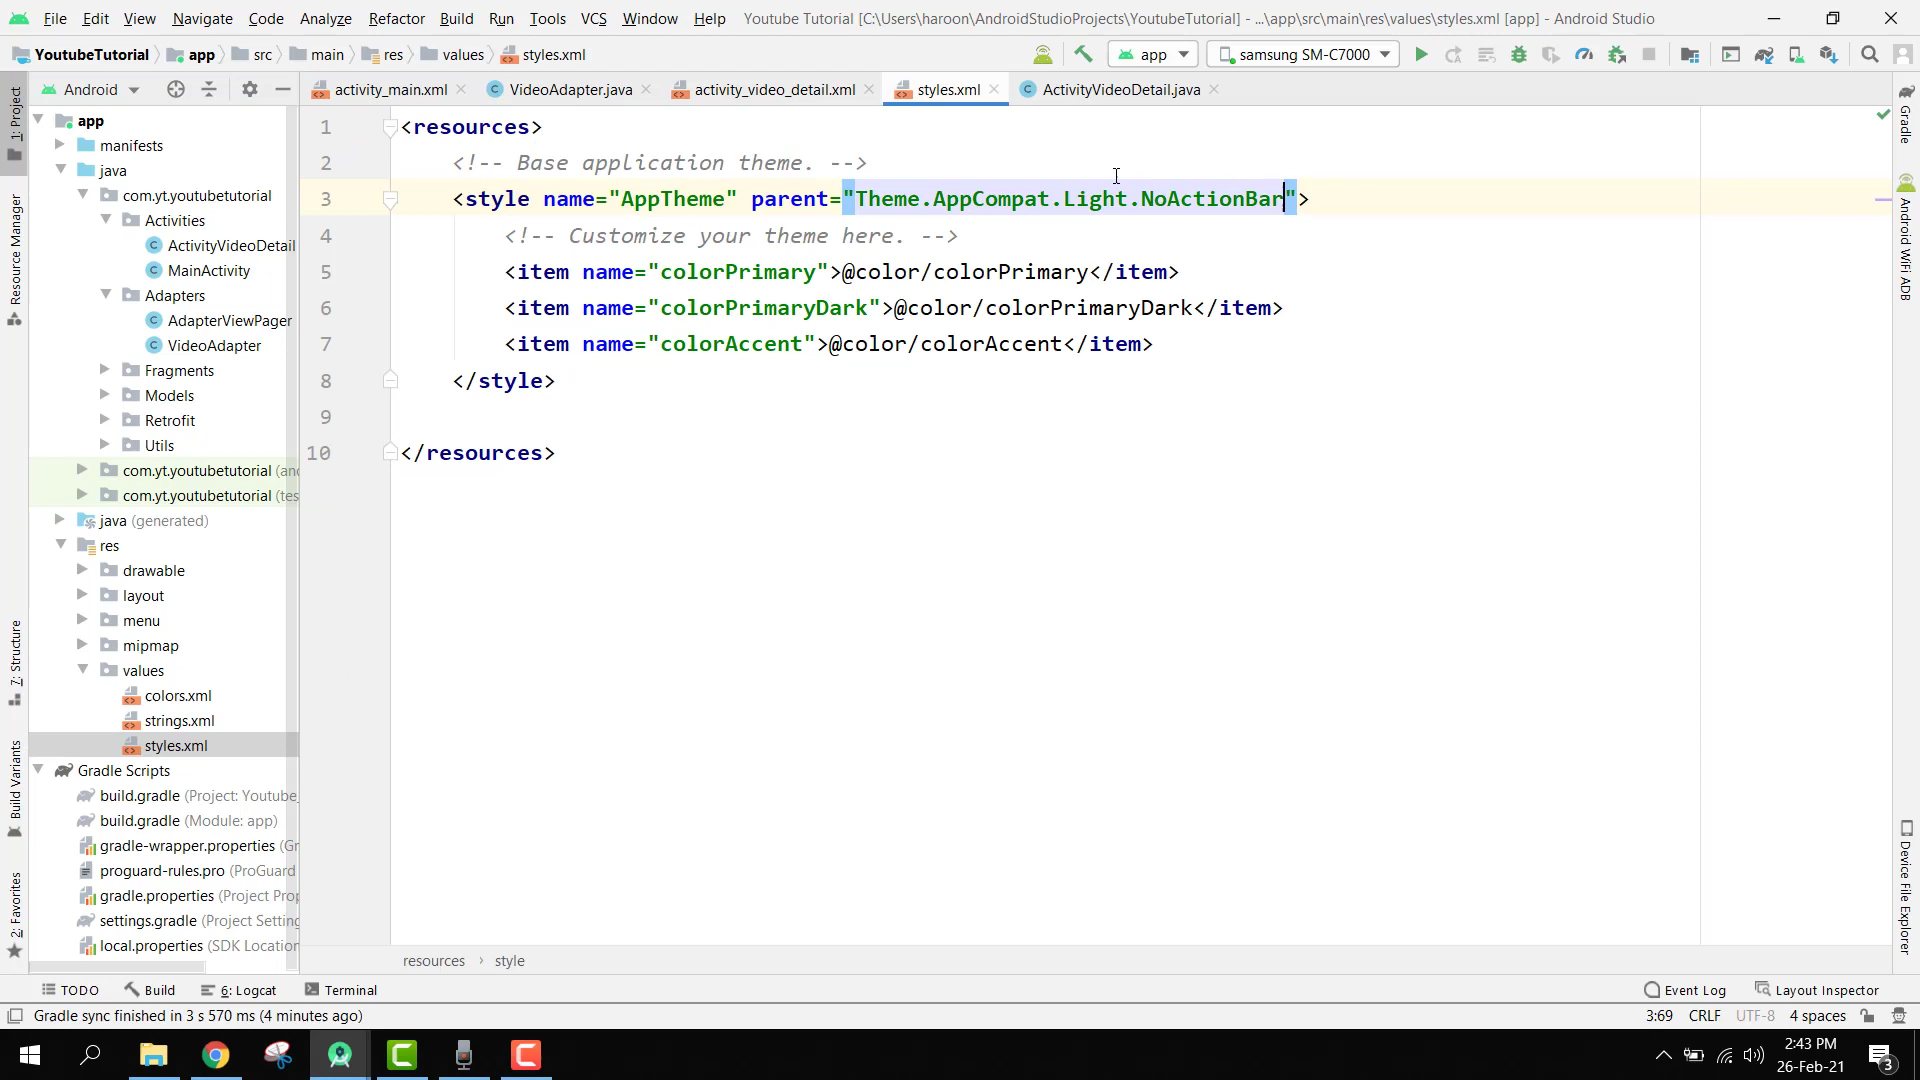 File Edit View Navigate Code Analyze Refactor Build Run Tools VCS Window Help Youtube Tutorial [C:\Users\haroon\AndroidStudioProjects\YoutubeTutorial] - ...\app\src\main\res\values\styles.xml [app] - Android Studio
YoutubeTutorial app src main res values styles.xml app samsung SM-C7000
Android activity_main.xml VideoAdapter.java activity_video_detail.xml styles.xml ActivityVideoDetail.java
1: Project
Resource Manager
7: Structure
Build Variants
2: Favorites
app
manifests
java
com.yt.youtubetutorial
Activities
ActivityVideoDetail
MainActivity
Adapters
AdapterViewPager
VideoAdapter
Fragments
Models
Retrofit
Utils
com.yt.youtubetutorial (and
com.yt.youtubetutorial (tes
java (generated)
res
drawable
layout
menu
mipmap
values
colors.xml
strings.xml
styles.xml
Gradle Scripts
build.gradle (Project: Youtube_
build.gradle (Module: app)
gradle-wrapper.properties (Gr
proguard-rules.pro (ProGuard
gradle.properties (Project Prop
settings.gradle (Project Setting
local.properties (SDK Location
1 <resources>
2 <!-- Base application theme. -->
3 <style name="AppTheme" parent="Theme.AppCompat.Light.NoActionBar">
4 <!-- Customize your theme here. -->
5 <item name="colorPrimary">@color/colorPrimary</item>
6 <item name="colorPrimaryDark">@color/colorPrimaryDark</item>
7 <item name="colorAccent">@color/colorAccent</item>
8 </style>
9
10 </resources>
Gradle
Android WiFi ADB
Device File Explorer
resources › style
TODO Build 6: Logcat Terminal Event Log Layout Inspector
Gradle sync finished in 3 s 570 ms (4 minutes ago) 3:69 CRLF UTF-8 4 spaces
2:43 PM
26-Feb-21
3